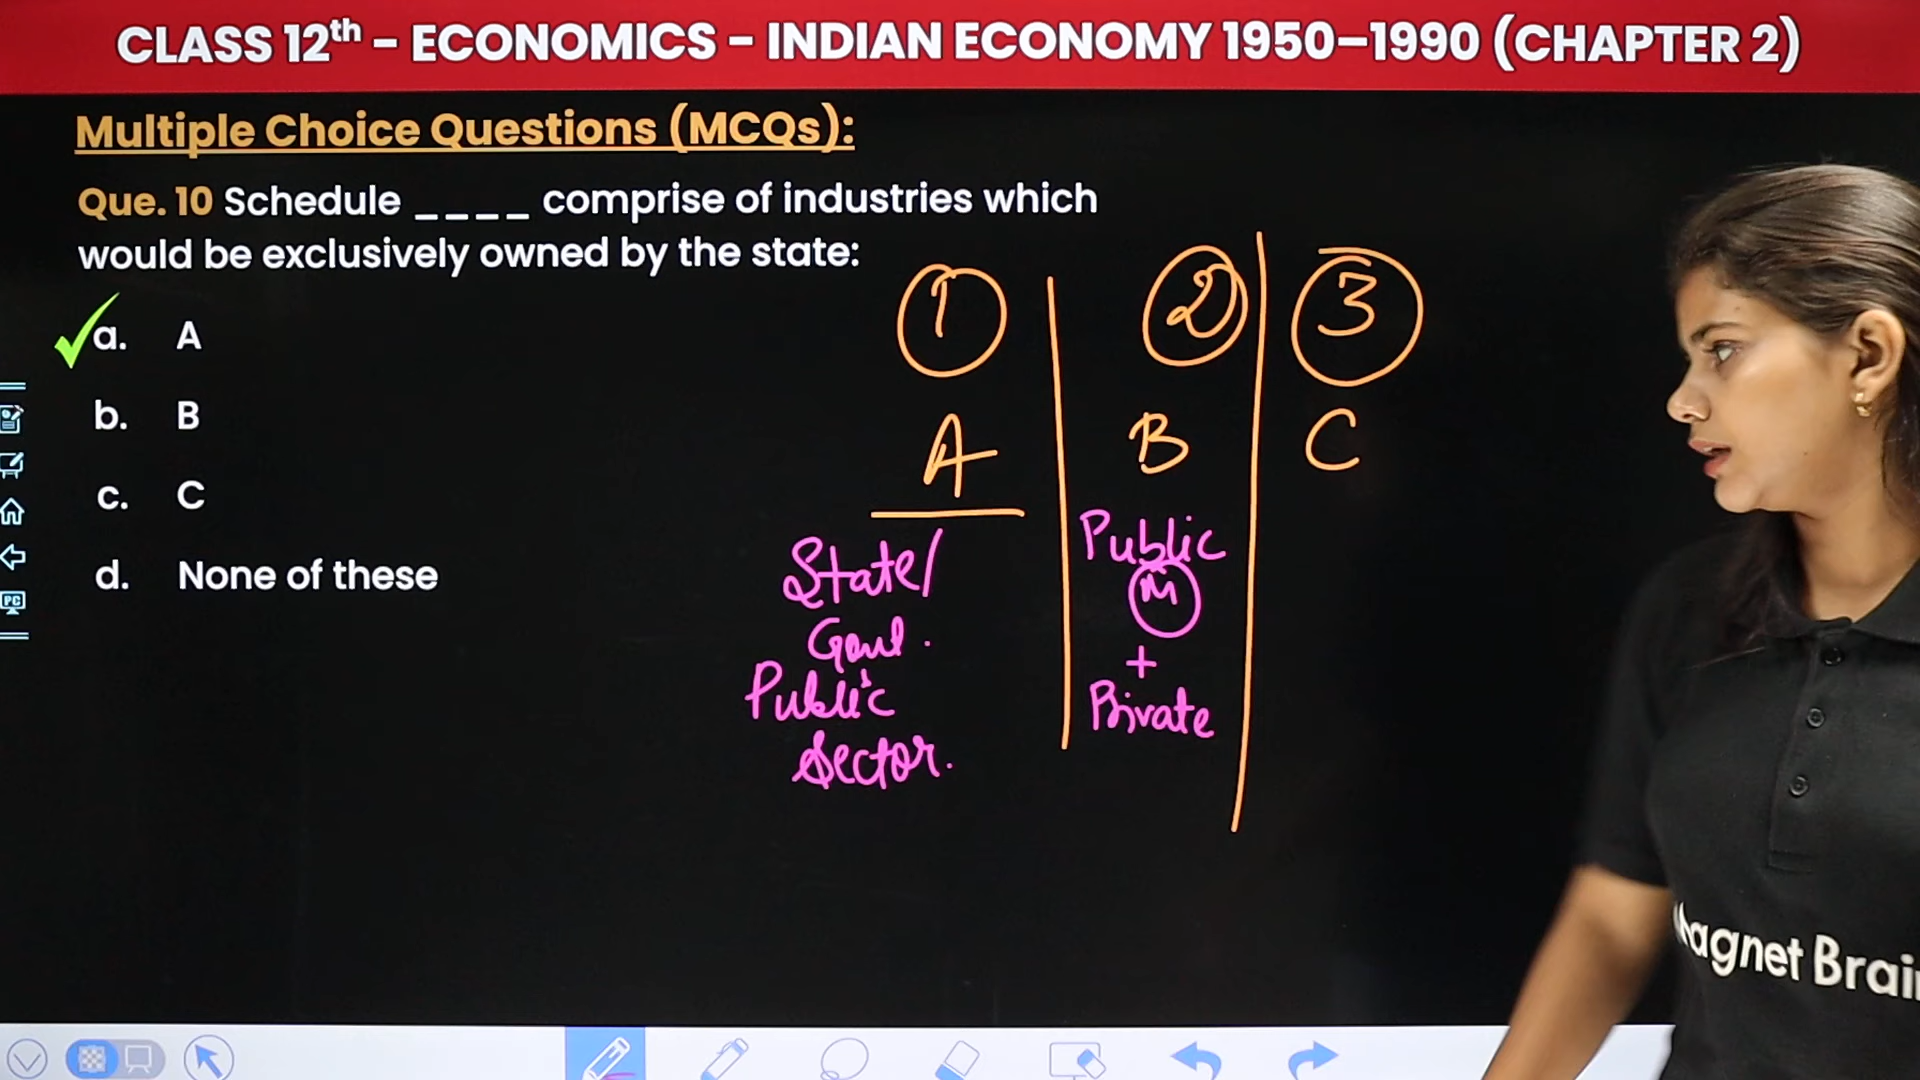 CLASS 12th - ECONOMICS - INDIAN ECONOMY 1950–1990 (CHAPTER 2)
Multiple Choice Questions (MCQs):
Que. 10 Schedule ____ comprise of industries which
would be exclusively owned by the state:
a. A
b. B
c. C
d. None of these
1 2 3
A B C
State/
Govt.
Public
Sector.
Public
M
+
Private
PC
Magnet Brai